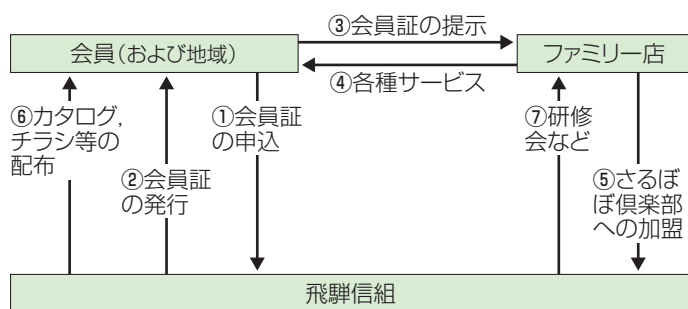 ③会員証の提示
会員(および地域)
ファミリー店
④各種サービス
⑥カタログ,
チラシ等の
配布
①会員証
の申込
②会員証
の発行
⑦研修
会など
⑤さるぼ
ぼ倶楽部
への加盟
飛騨信組